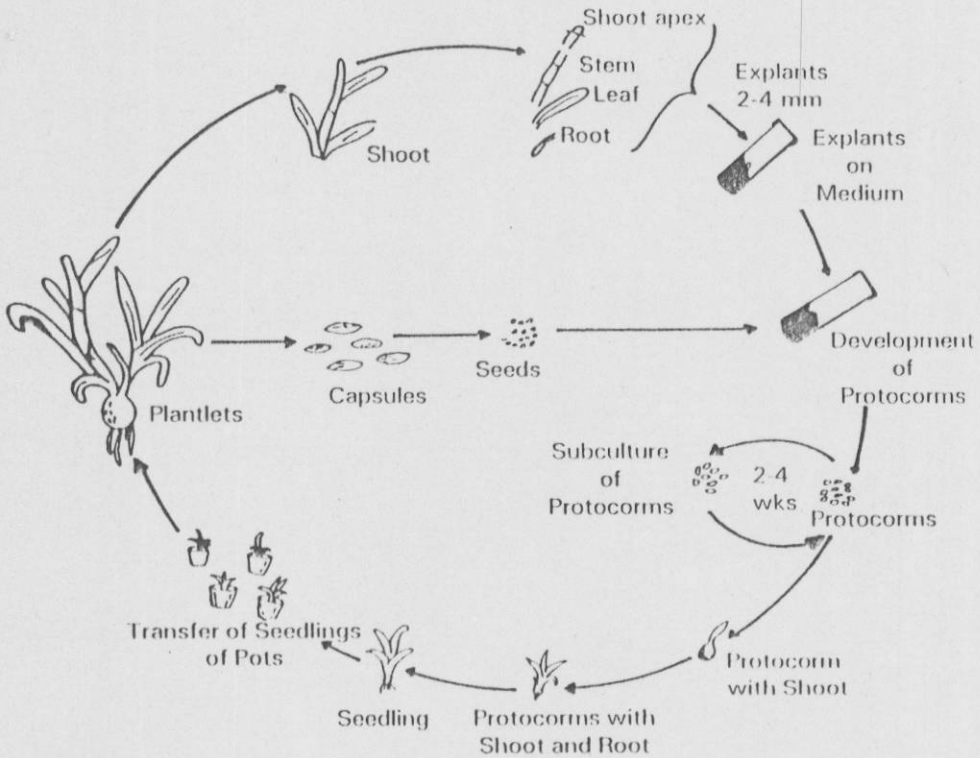 Shoot apex
Stem
Leaf
Root
Explants
2-4 mm
Shoot
Explants
on
Medium
Development
of
Protocorms
Capsules
Seeds
Plantlets
Subculture
of
Protocorms
2-4
wks
Protocorms
Protocorm
with Shoot
Protocorms with
Shoot and Root
Seedling
Transfer of Seedlings
of Pots